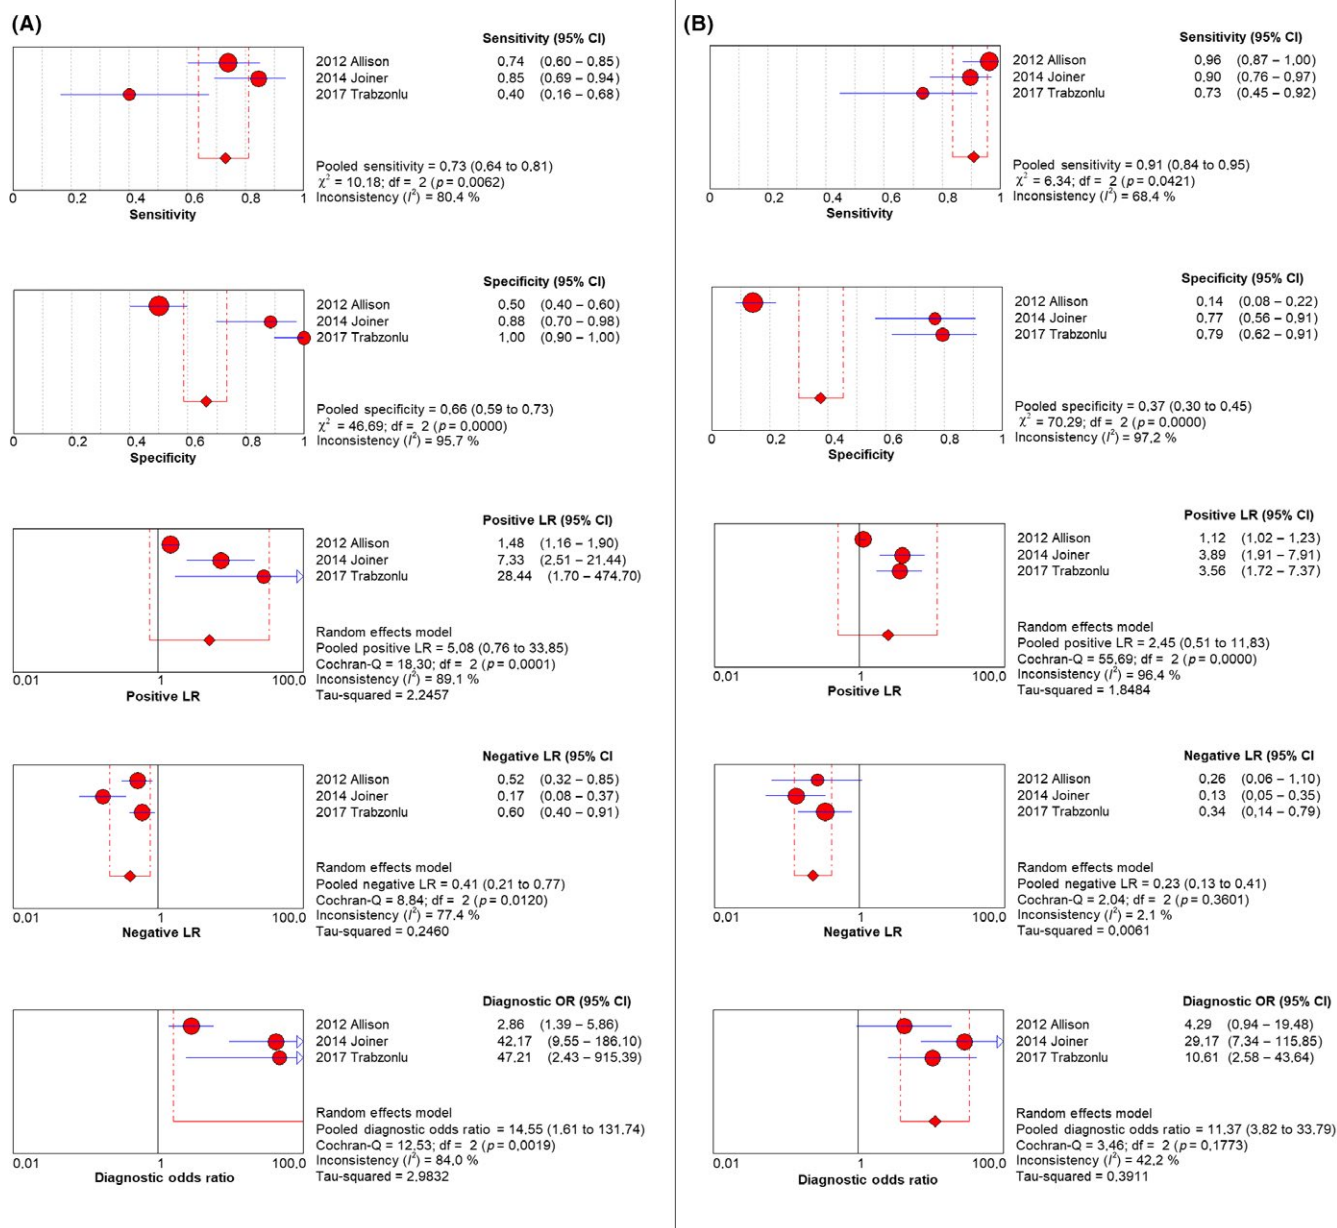 (A)
Sensitivity (95% CI)
2012 Allison 0,74 (0,60 – 0,85)
2014 Joiner 0,85 (0,69 – 0,94)
2017 Trabzonlu 0,40 (0,16 – 0,68)
Pooled sensitivity = 0,73 (0,64 to 0,81)
χ² = 10,18; df = 2 (p = 0,0062)
Inconsistency (I²) = 80,4 %
0 0,2 0,4 0,6 0,8 1
Sensitivity
Specificity (95% CI)
2012 Allison 0,50 (0,40 – 0,60)
2014 Joiner 0,88 (0,70 – 0,98)
2017 Trabzonlu 1,00 (0,90 – 1,00)
Pooled specificity = 0,66 (0,59 to 0,73)
χ² = 46,69; df = 2 (p = 0,0000)
Inconsistency (I²) = 95,7 %
0 0,2 0,4 0,6 0,8 1
Specificity
Positive LR (95% CI)
2012 Allison 1,48 (1,16 – 1,90)
2014 Joiner 7,33 (2,51 – 21,44)
2017 Trabzonlu 28,44 (1,70 – 474,70)
Random effects model
Pooled positive LR = 5,08 (0,76 to 33,85)
Cochran-Q = 18,30; df = 2 (p = 0,0001)
Inconsistency (I²) = 89,1 %
Tau-squared = 2,2457
0,01 1 100,0
Positive LR
Negative LR (95% CI
2012 Allison 0,52 (0,32 – 0,85)
2014 Joiner 0,17 (0,08 – 0,37)
2017 Trabzonlu 0,60 (0,40 – 0,91)
Random effects model
Pooled negative LR = 0,41 (0,21 to 0,77)
Cochran-Q = 8,84; df = 2 (p = 0,0120)
Inconsistency (I²) = 77,4 %
Tau-squared = 0,2460
0,01 1 100,0
Negative LR
Diagnostic OR (95% CI)
2012 Allison 2,86 (1,39 – 5,86)
2014 Joiner 42,17 (9,55 – 186,10)
2017 Trabzonlu 47,21 (2,43 – 915,39)
Random effects model
Pooled diagnostic odds ratio = 14,55 (1,61 to 131,74)
Cochran-Q = 12,53; df = 2 (p = 0,0019)
Inconsistency (I²) = 84,0 %
Tau-squared = 2,9832
0,01 1 100,0
Diagnostic odds ratio
(B)
Sensitivity (95% CI)
2012 Allison 0,96 (0,87 – 1,00)
2014 Joiner 0,90 (0,76 – 0,97)
2017 Trabzonlu 0,73 (0,45 – 0,92)
Pooled sensitivity = 0,91 (0,84 to 0,95)
χ² = 6,34; df = 2 (p = 0,0421)
Inconsistency (I²) = 68,4 %
0 0,2 0,4 0,6 0,8 1
Sensitivity
Specificity (95% CI)
2012 Allison 0,14 (0,08 – 0,22)
2014 Joiner 0,77 (0,56 – 0,91)
2017 Trabzonlu 0,79 (0,62 – 0,91)
Pooled specificity = 0,37 (0,30 to 0,45)
χ² = 70,29; df = 2 (p = 0,0000)
Inconsistency (I²) = 97,2 %
0 0,2 0,4 0,6 0,8 1
Specificity
Positive LR (95% CI)
2012 Allison 1,12 (1,02 – 1,23)
2014 Joiner 3,89 (1,91 – 7,91)
2017 Trabzonlu 3,56 (1,72 – 7,37)
Random effects model
Pooled positive LR = 2,45 (0,51 to 11,83)
Cochran-Q = 55,69; df = 2 (p = 0,0000)
Inconsistency (I²) = 96,4 %
Tau-squared = 1,8484
0,01 1 100,0
Positive LR
Negative LR (95% CI
2012 Allison 0,26 (0,06 – 1,10)
2014 Joiner 0,13 (0,05 – 0,35)
2017 Trabzonlu 0,34 (0,14 – 0,79)
Random effects model
Pooled negative LR = 0,23 (0,13 to 0,41)
Cochran-Q = 2,04; df = 2 (p = 0,3601)
Inconsistency (I²) = 2,1 %
Tau-squared = 0,0061
0,01 1 100,0
Negative LR
Diagnostic OR (95% CI)
2012 Allison 4,29 (0,94 – 19,48)
2014 Joiner 29,17 (7,34 – 115,85)
2017 Trabzonlu 10,61 (2,58 – 43,64)
Random effects model
Pooled diagnostic odds ratio = 11,37 (3,82 to 33,79)
Cochran-Q = 3,46; df = 2 (p = 0,1773)
Inconsistency (I²) = 42,2 %
Tau-squared = 0,3911
0,01 1 100,0
Diagnostic odds ratio